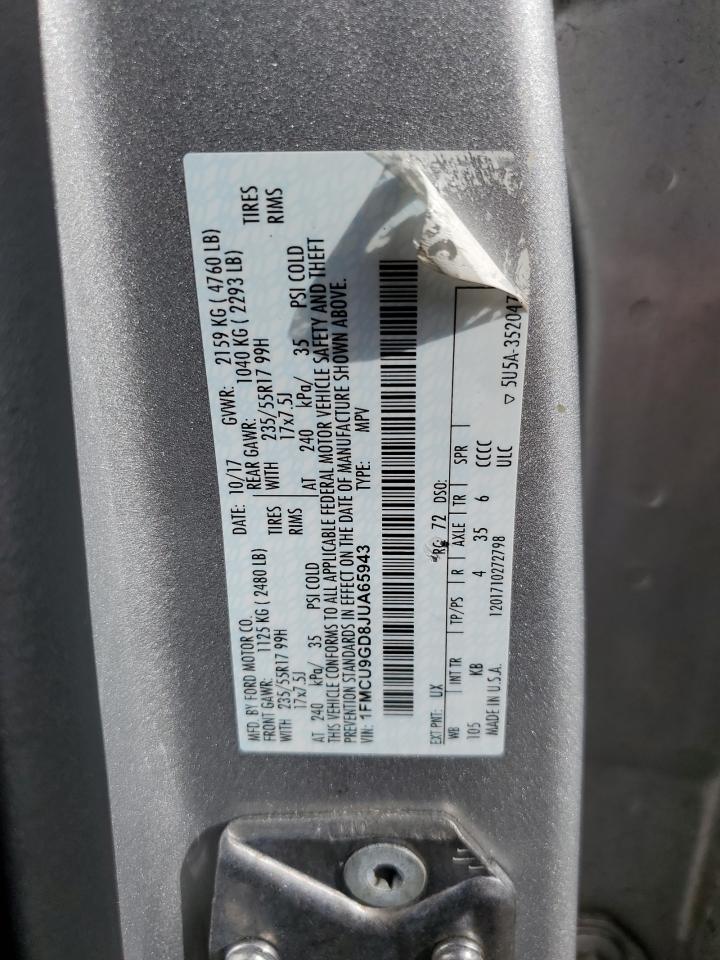 MFD. BY FORD MOTOR CO. DATE: 10/17 GVWR: 2159 KG ( 4760 LB)
FRONT GAWR: 1125 KG ( 2480 LB) REAR GAWR: 1040 KG ( 2293 LB)
WITH 235/55R17 99H TIRES WITH 235/55R17 99H TIRES
17x7.5J RIMS 17x7.5J RIMS
AT 240 kPa/ 35 PSI COLD AT 240 kPa/ 35 PSI COLD
THIS VEHICLE CONFORMS TO ALL APPLICABLE FEDERAL MOTOR VEHICLE SAFETY AND THEFT
PREVENTION STANDARDS IN EFFECT ON THE DATE OF MANUFACTURE SHOWN ABOVE.
VIN: 1FMCU9GD8JUA65943 TYPE: MPV
EXT PNT: UX RC: 72 DSO:
WB INT TR TP/PS R AXLE TR SPR
105 KB 4 35 6 CCCC
MADE IN U.S.A. 1201710272798 ULC
▽ 5U5A-352047